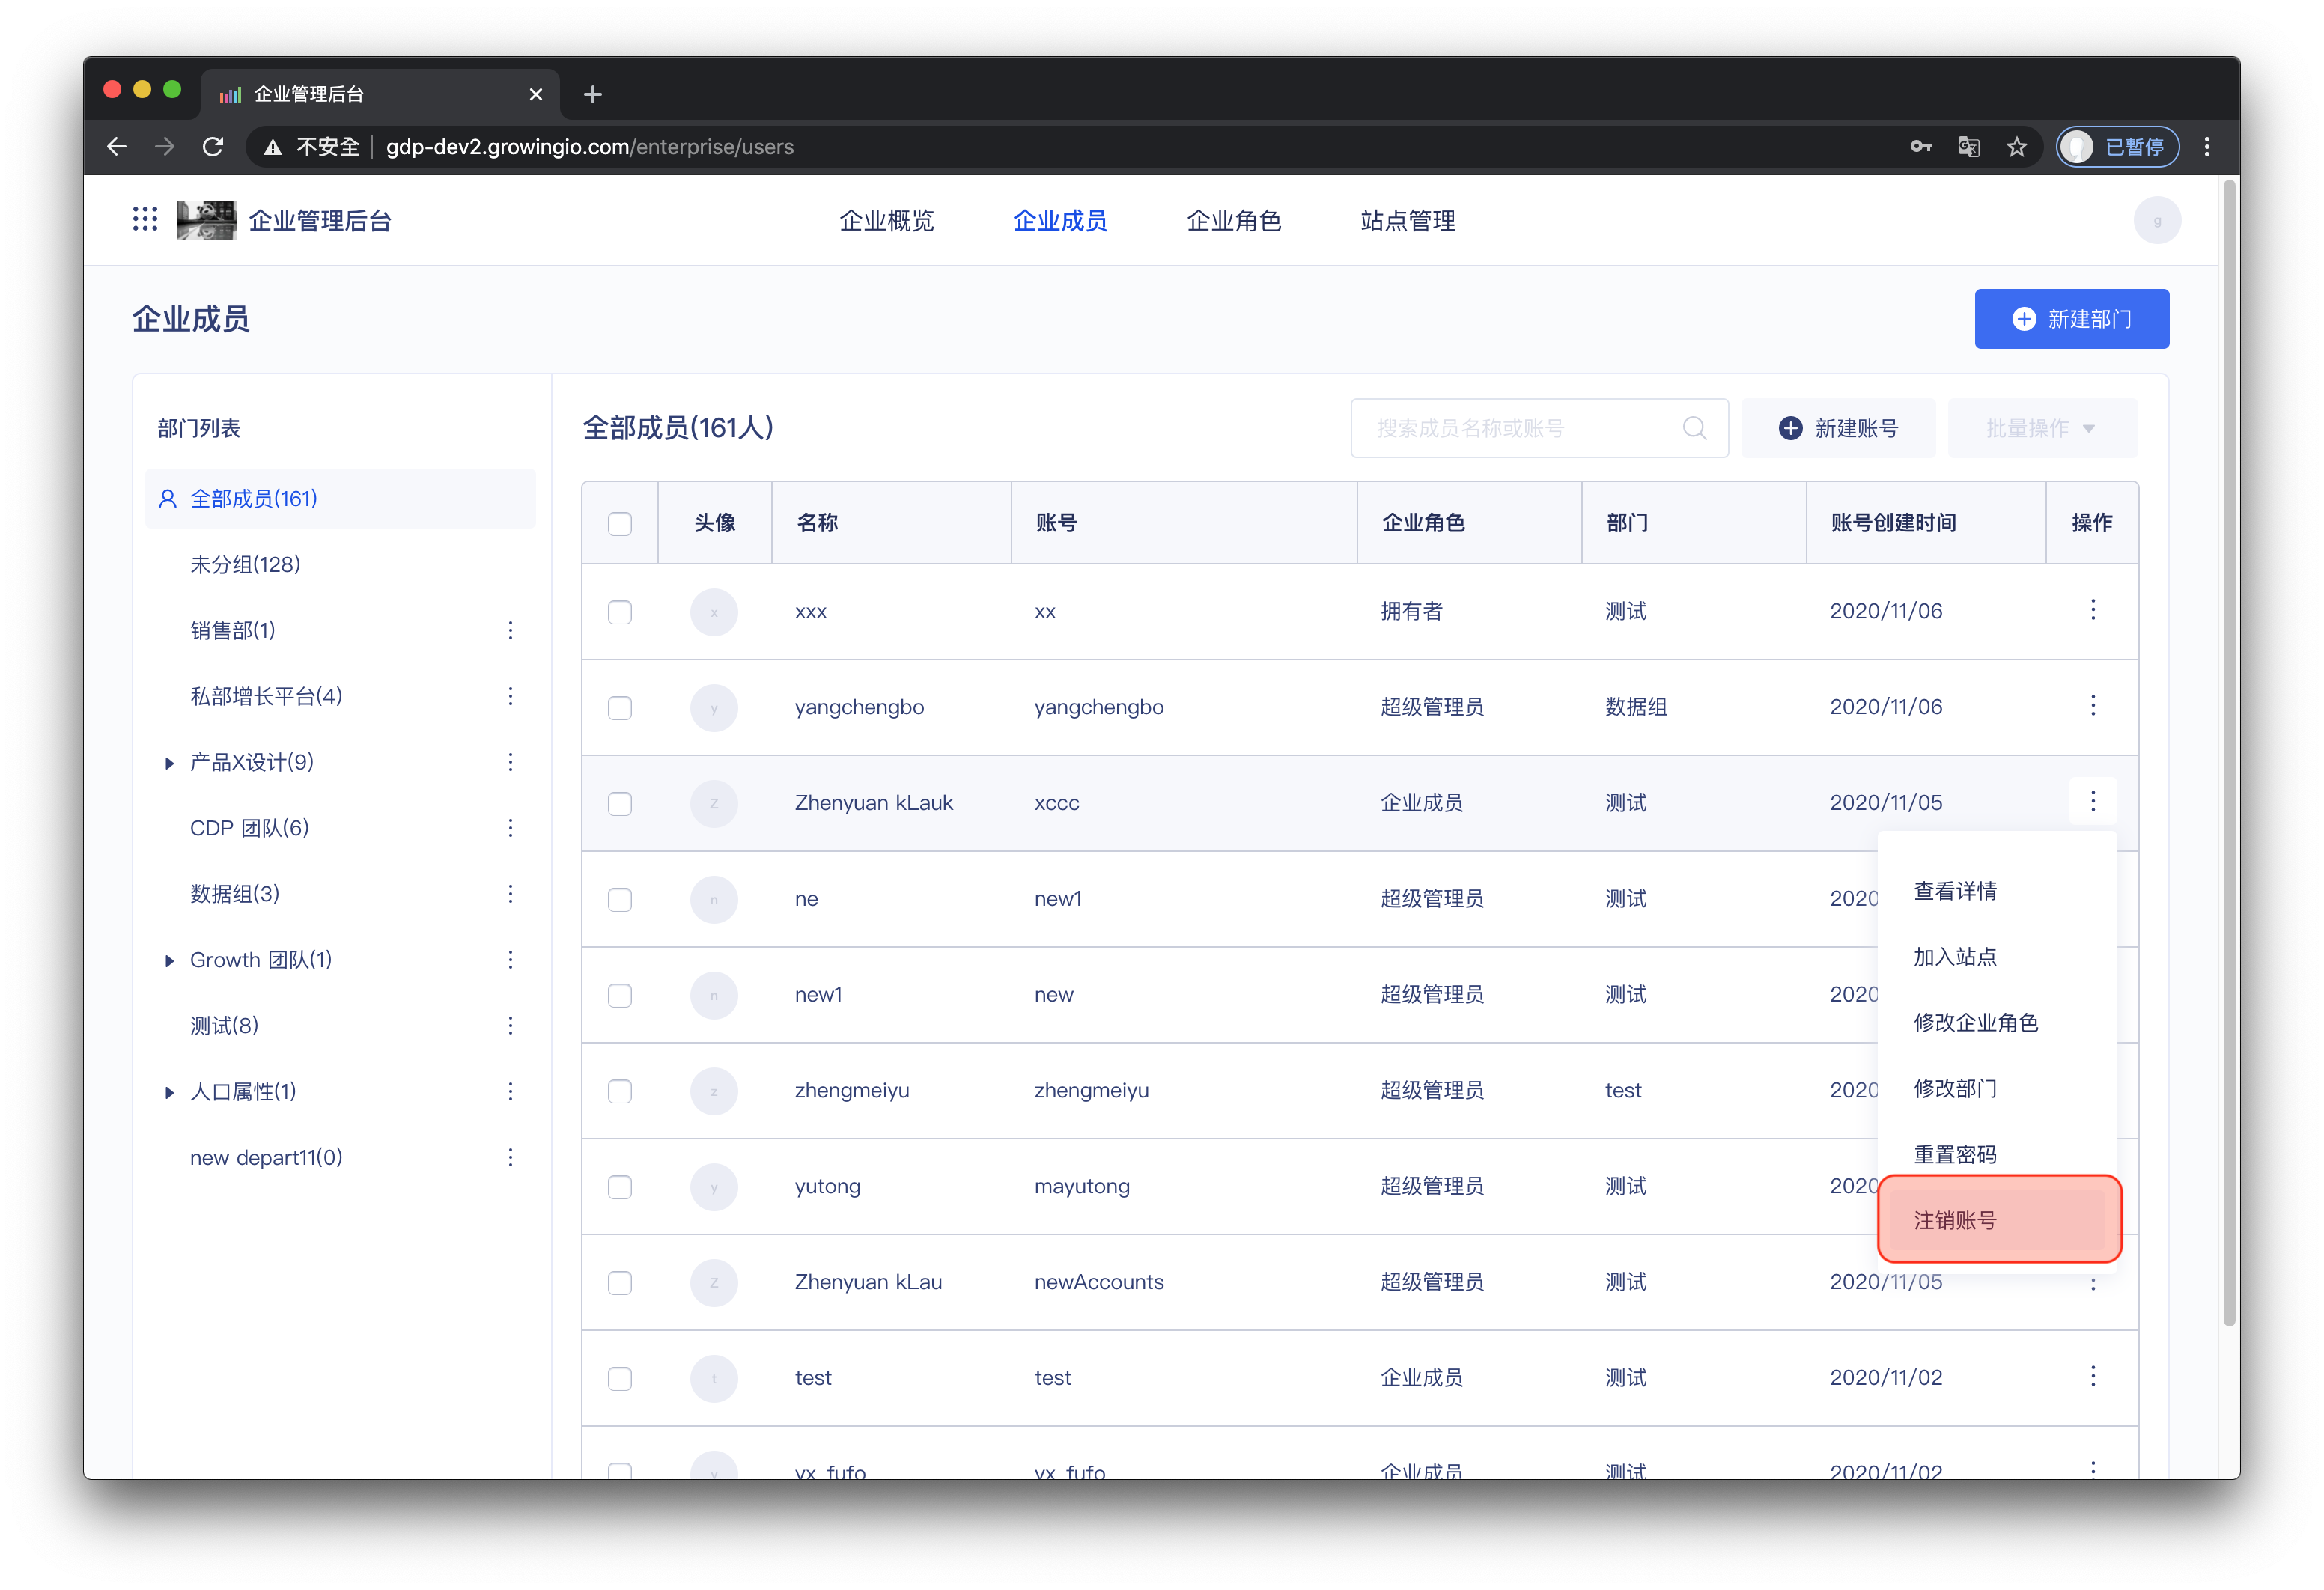 企业管理后台
不安全 gdp-dev2.growingio.com/enterprise/users 已暂停
企业管理后台 企业概览 企业成员 企业角色 站点管理 g
企业成员 新建部门
部门列表
全部成员(161)
未分组(128)
销售部(1)
私部增长平台(4)
产品X设计(9)
CDP 团队(6)
数据组(3)
Growth 团队(1)
测试(8)
人口属性(1)
new depart11(0)
全部成员(161人) 搜索成员名称或账号 新建账号 批量操作
头像 名称 账号 企业角色 部门 账号创建时间 操作
x xxx xx 拥有者 测试 2020/11/06
y yangchengbo yangchengbo 超级管理员 数据组 2020/11/06
Z Zhenyuan kLauk xccc 企业成员 测试 2020/11/05
n ne new1 超级管理员 测试 2020
n new1 new 超级管理员 测试 2020
z zhengmeiyu zhengmeiyu 超级管理员 test 2020
y yutong mayutong 超级管理员 测试 2020
Z Zhenyuan kLau newAccounts 超级管理员 测试 2020/11/05
t test test 企业成员 测试 2020/11/02
yx_fufo yx_fufo 企业成员 测试 2020/11/02
查看详情
加入站点
修改企业角色
修改部门
重置密码
注销账号